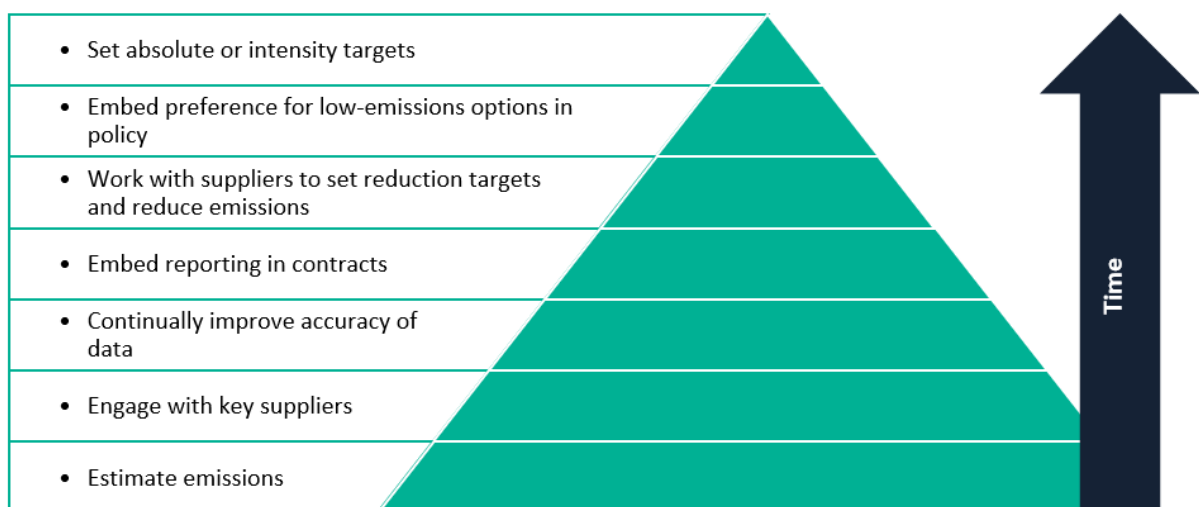 • Set absolute or intensity targets
• Embed preference for low-emissions options in
policy
• Work with suppliers to set reduction targets
and reduce emissions
• Embed reporting in contracts
• Continually improve accuracy of
data
• Engage with key suppliers
• Estimate emissions
Time